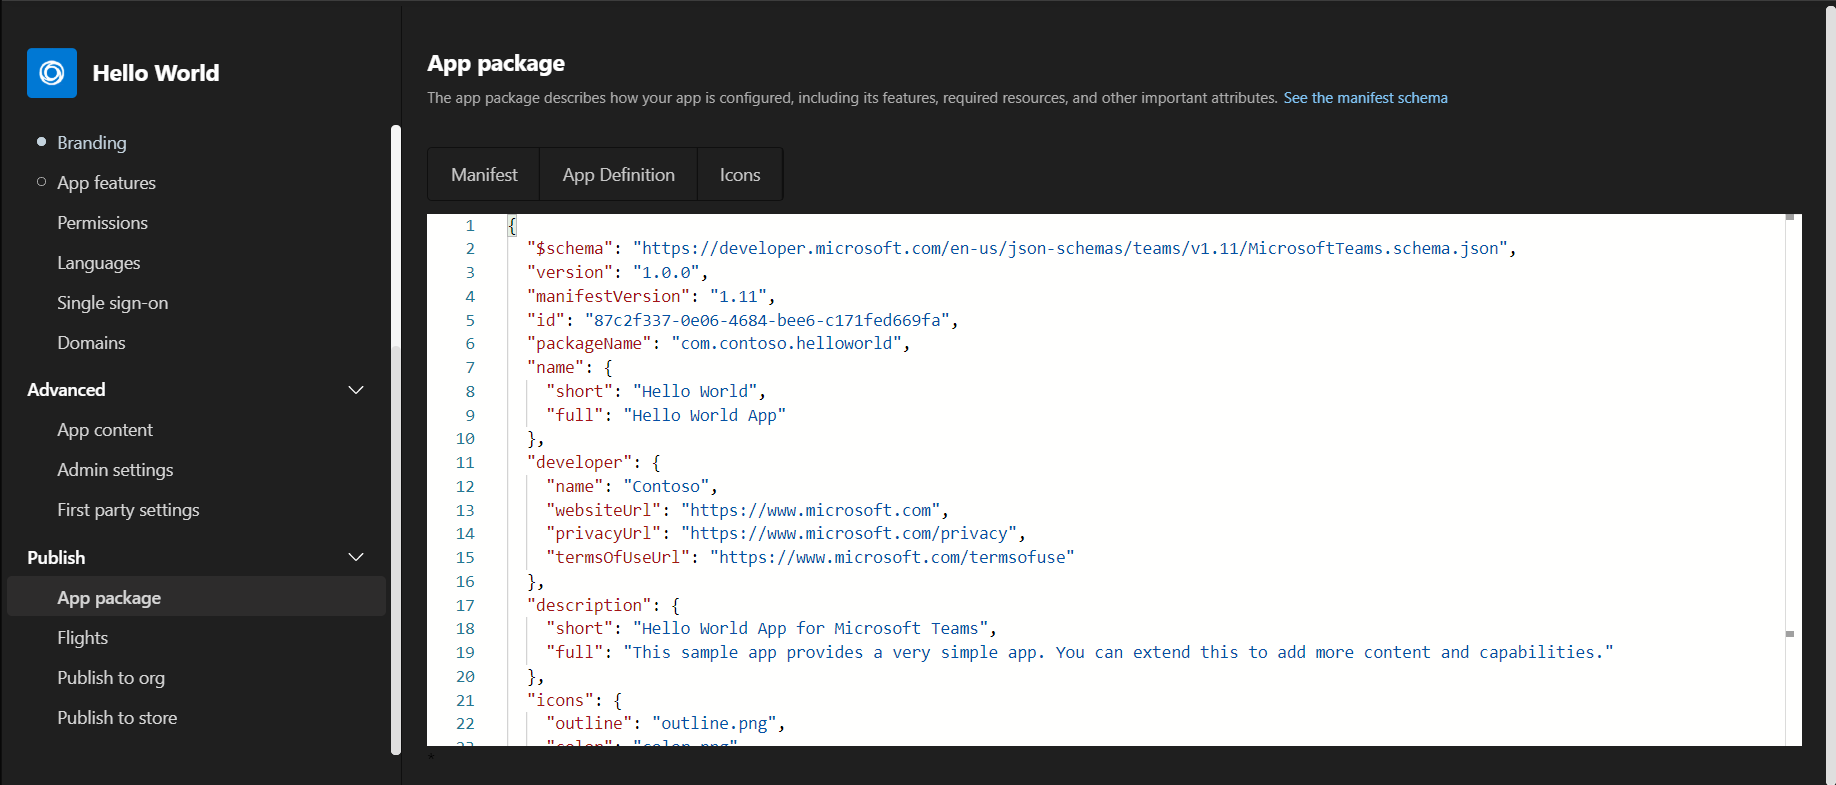 Hello World
Branding
App features
Permissions
Languages
Single sign-on
Domains
Advanced
App content
Admin settings
First party settings
Publish
App package
Flights
Publish to org
Publish to store
App package
The app package describes how your app is configured, including its features, required resources, and other important attributes. See the manifest schema
Manifest App Definition Icons
1 {
2 "$schema": "https://developer.microsoft.com/en-us/json-schemas/teams/v1.11/MicrosoftTeams.schema.json",
3 "version": "1.0.0",
4 "manifestVersion": "1.11",
5 "id": "87c2f337-0e06-4684-bee6-c171fed669fa",
6 "packageName": "com.contoso.helloworld",
7 "name": {
8 "short": "Hello World",
9 "full": "Hello World App"
10 },
11 "developer": {
12 "name": "Contoso",
13 "websiteUrl": "https://www.microsoft.com",
14 "privacyUrl": "https://www.microsoft.com/privacy",
15 "termsOfUseUrl": "https://www.microsoft.com/termsofuse"
16 },
17 "description": {
18 "short": "Hello World App for Microsoft Teams",
19 "full": "This sample app provides a very simple app. You can extend this to add more content and capabilities."
20 },
21 "icons": {
22 "outline": "outline.png",
23 "color": "color.png"